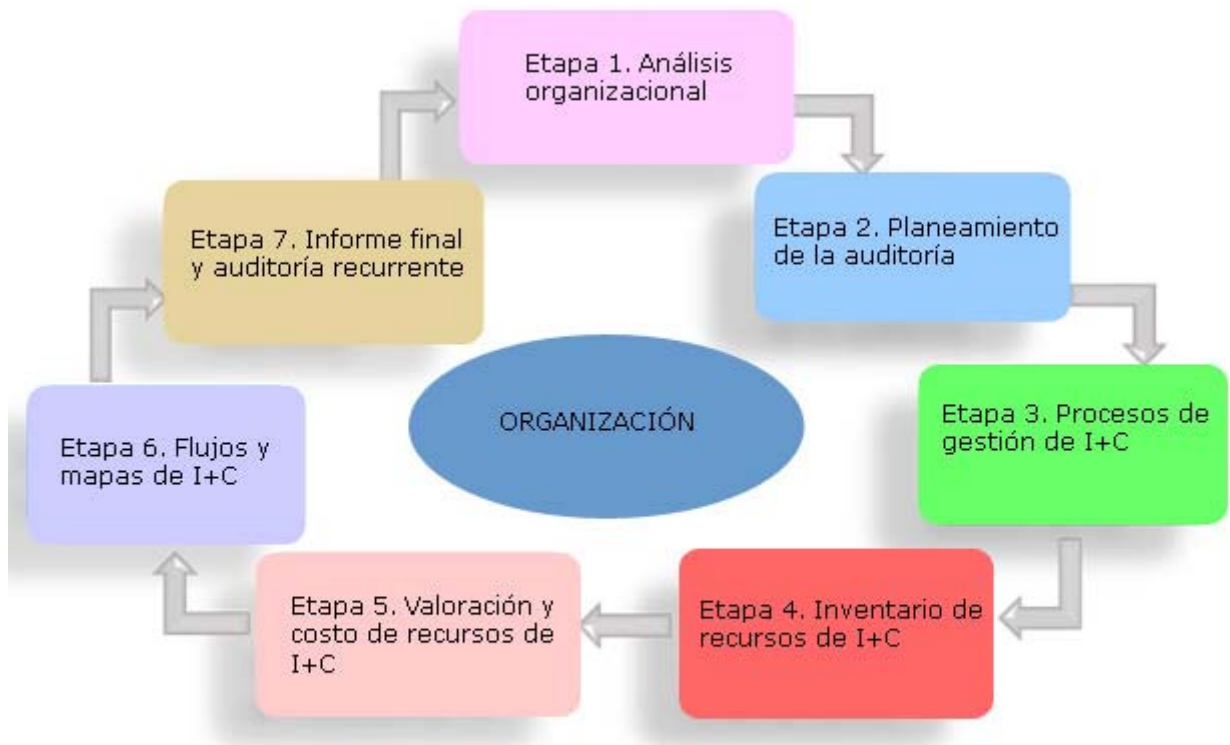 Etapa 1. Análisis
organizacional
Etapa 2. Planeamiento
de la auditoría
Etapa 3. Procesos de
gestión de I+C
Etapa 4. Inventario de
recursos de I+C
Etapa 5. Valoración y
costo de recursos de
I+C
Etapa 6. Flujos y
mapas de I+C
Etapa 7. Informe final
y auditoría recurrente
ORGANIZACIÓN